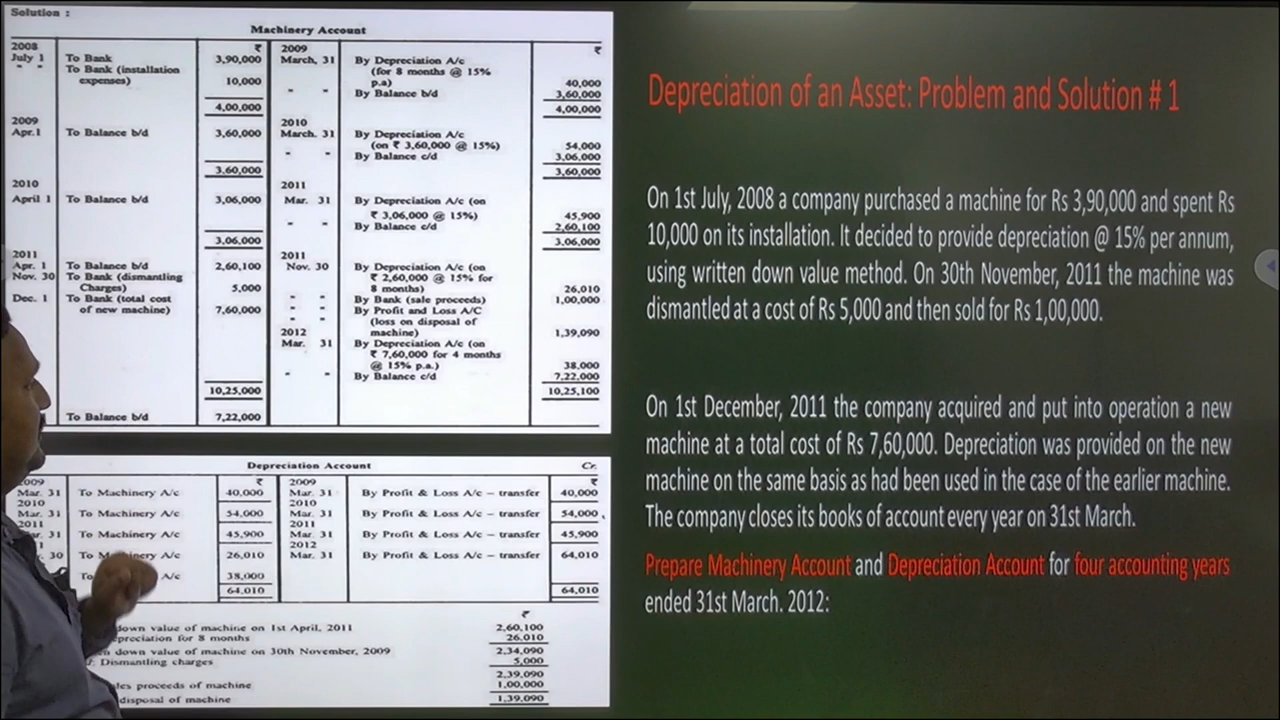 Solution :
Machinery Account
₹ ₹
2008 2009
July 1 To Bank 3,90,000 March, 31 By Depreciation A/c
" " To Bank (installation (for 8 months @ 15%
expenses) 10,000 p.a) 40,000
" " By Balance b/d 3,60,000
4,00,000 4,00,000
2009 2010
Apr.1 To Balance b/d 3,60,000 March. 31 By Depreciation A/c
(on ₹ 3,60,000 @ 15%) 54,000
" " By Balance c/d 3,06,000
3,60,000 3,60,000
2010 2011
April 1 To Balance b/d 3,06,000 Mar. 31 By Depreciation A/c (on
₹ 3,06,000 @ 15%) 45,900
" " By Balance c/d 2,60,100
3,06,000 3,06,000
2011 2011
Apr. 1 To Balance b/d 2,60,100 Nov. 30 By Depreciation A/c (on
Nov. 30 To Bank (dismantling ₹ 2,60,000 @ 15% for
Charges) 5,000 8 months) 26,010
Dec. 1 To Bank (total cost " " By Bank (sale proceeds) 1,00,000
of new machine) 7,60,000 " " By Profit and Loss A/C
" " (loss on disposal of
2012 machine) 1,39,090
Mar. 31 By Depreciation A/c (on
₹ 7,60,000 for 4 months
@ 15% p.a.) 38,000
" " By Balance c/d 7,22,000
10,25,000 10,25,100
To Balance b/d 7,22,000
Depreciation Account Cr.
2009 ₹ 2009 ₹
Mar. 31 To Machinery A/c 40,000 Mar. 31 By Profit & Loss A/c – transfer 40,000
2010 2010
Mar. 31 To Machinery A/c 54,000 Mar. 31 By Profit & Loss A/c – transfer 54,000
2011 2011
ar. 31 To Machinery A/c 45,900 Mar. 31 By Profit & Loss A/c – transfer 45,900
2012
. 30 To Machinery A/c 26,010 Mar. 31 By Profit & Loss A/c – transfer 64,010
To A/c 38,000
64,010 64,010
₹
down value of machine on 1st April, 2011 2,60,100
preciation for 8 months 26,010
n down value of machine on 30th November, 2009 2,34,090
: Dismantling charges 5,000
2,39,090
les proceeds of machine 1,00,000
disposal of machine 1,39,090
Depreciation of an Asset: Problem and Solution # 1
On 1st July, 2008 a company purchased a machine for Rs 3,90,000 and spent Rs
10,000 on its installation. It decided to provide depreciation @ 15% per annum,
using written down value method. On 30th November, 2011 the machine was
dismantled at a cost of Rs 5,000 and then sold for Rs 1,00,000.
On 1st December, 2011 the company acquired and put into operation a new
machine at a total cost of Rs 7,60,000. Depreciation was provided on the new
machine on the same basis as had been used in the case of the earlier machine.
The company closes its books of account every year on 31st March.
Prepare Machinery Account and Depreciation Account for four accounting years
ended 31st March. 2012: